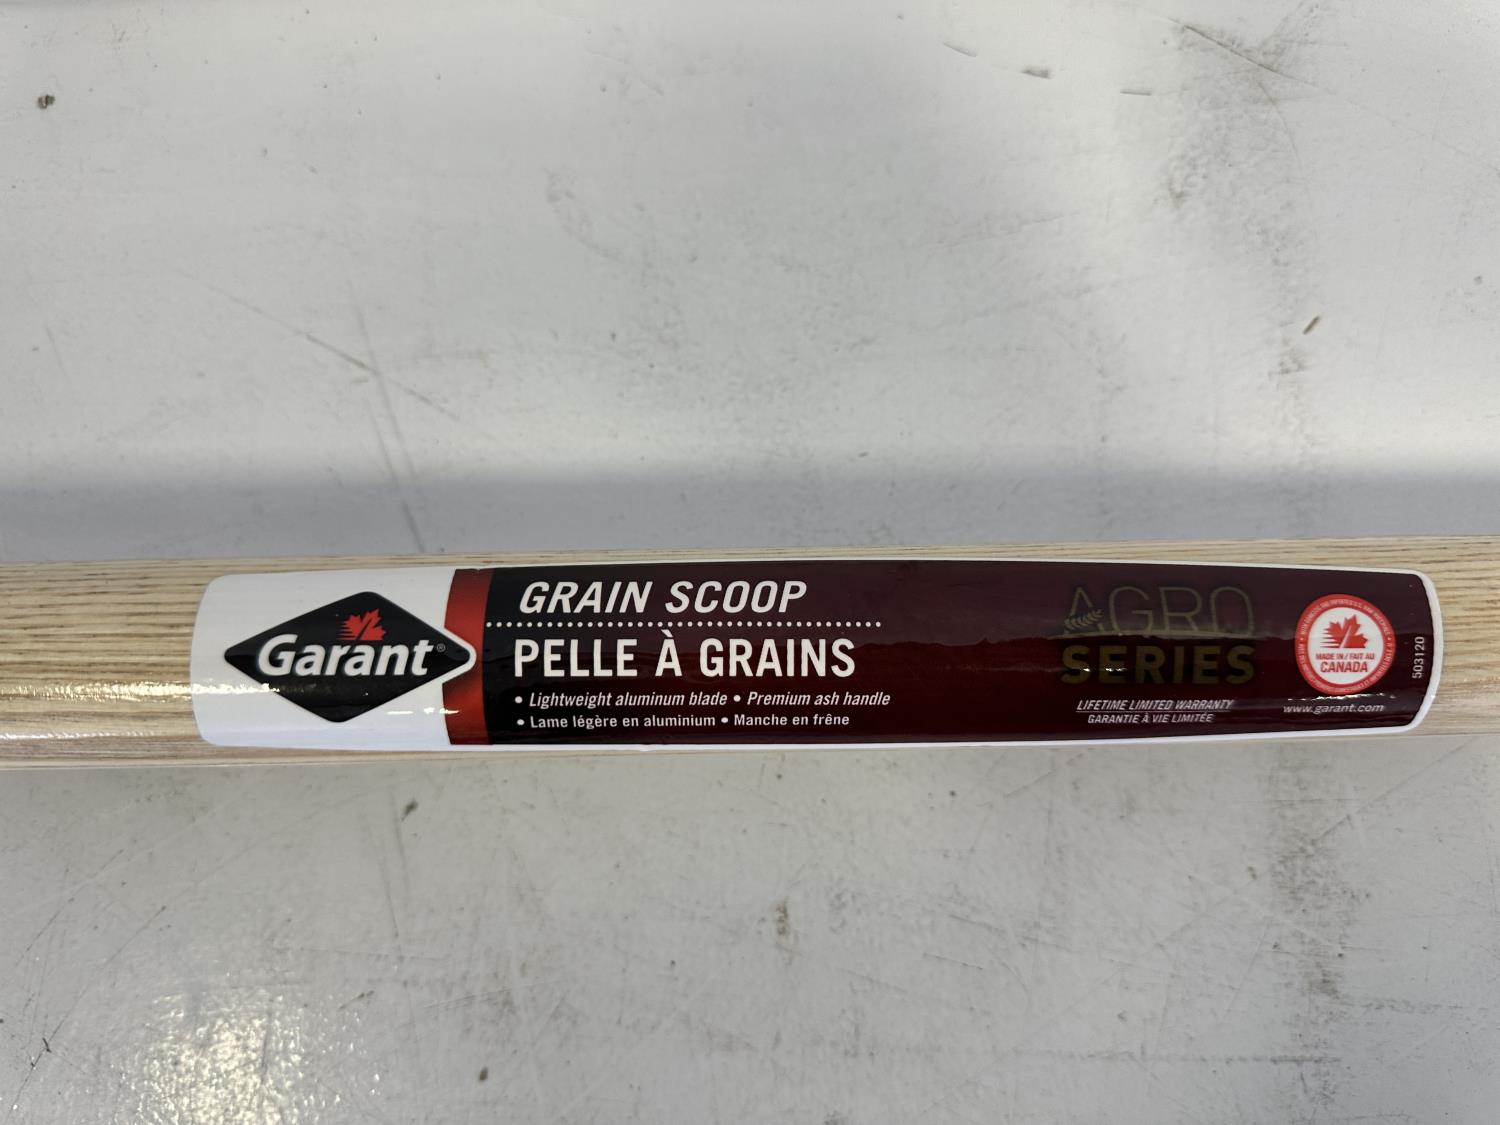 Garant®
GRAIN SCOOP
PELLE À GRAINS
• Lightweight aluminum blade • Premium ash handle
• Lame légère en aluminium • Manche en frêne
AGRO
SERIES
LIFETIME LIMITED WARRANTY
GARANTIE À VIE LIMITÉE
MADE IN / FAIT AU
CANADA
www.garant.com
503120